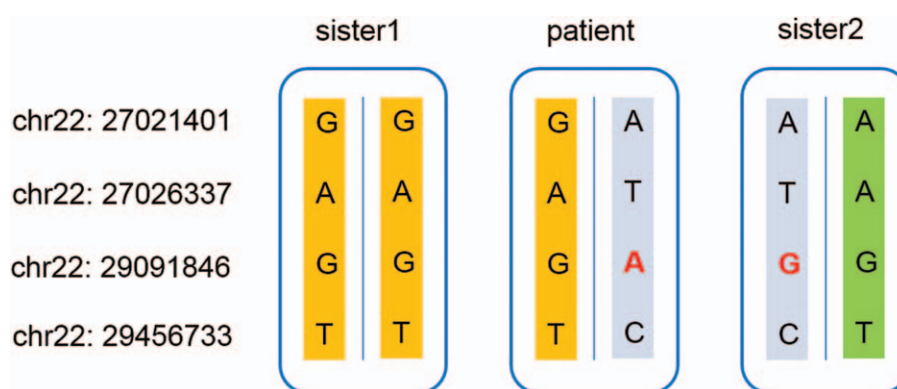 sister1 patient sister2
chr22: 27021401 G G G A A A
chr22: 27026337 A A A T T A
chr22: 29091846 G G G A G G
chr22: 29456733 T T T C C T